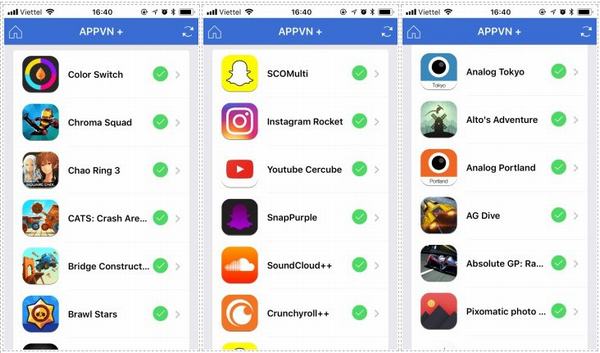 Viettel 16:40
APPVN +
Color Switch
Chroma Squad
Chao Ring 3
CATS: Crash Are...
Bridge Construct...
Brawl Stars
Viettel 16:40
APPVN +
SCOMulti
Instagram Rocket
Youtube Cercube
SnapPurple
SoundCloud++
Crunchyroll++
Viettel 16:40
APPVN +
Analog Tokyo
Tokyo
Alto's Adventure
Analog Portland
Portland
AG Dive
Absolute GP: Ra...
Pixomatic photo ...